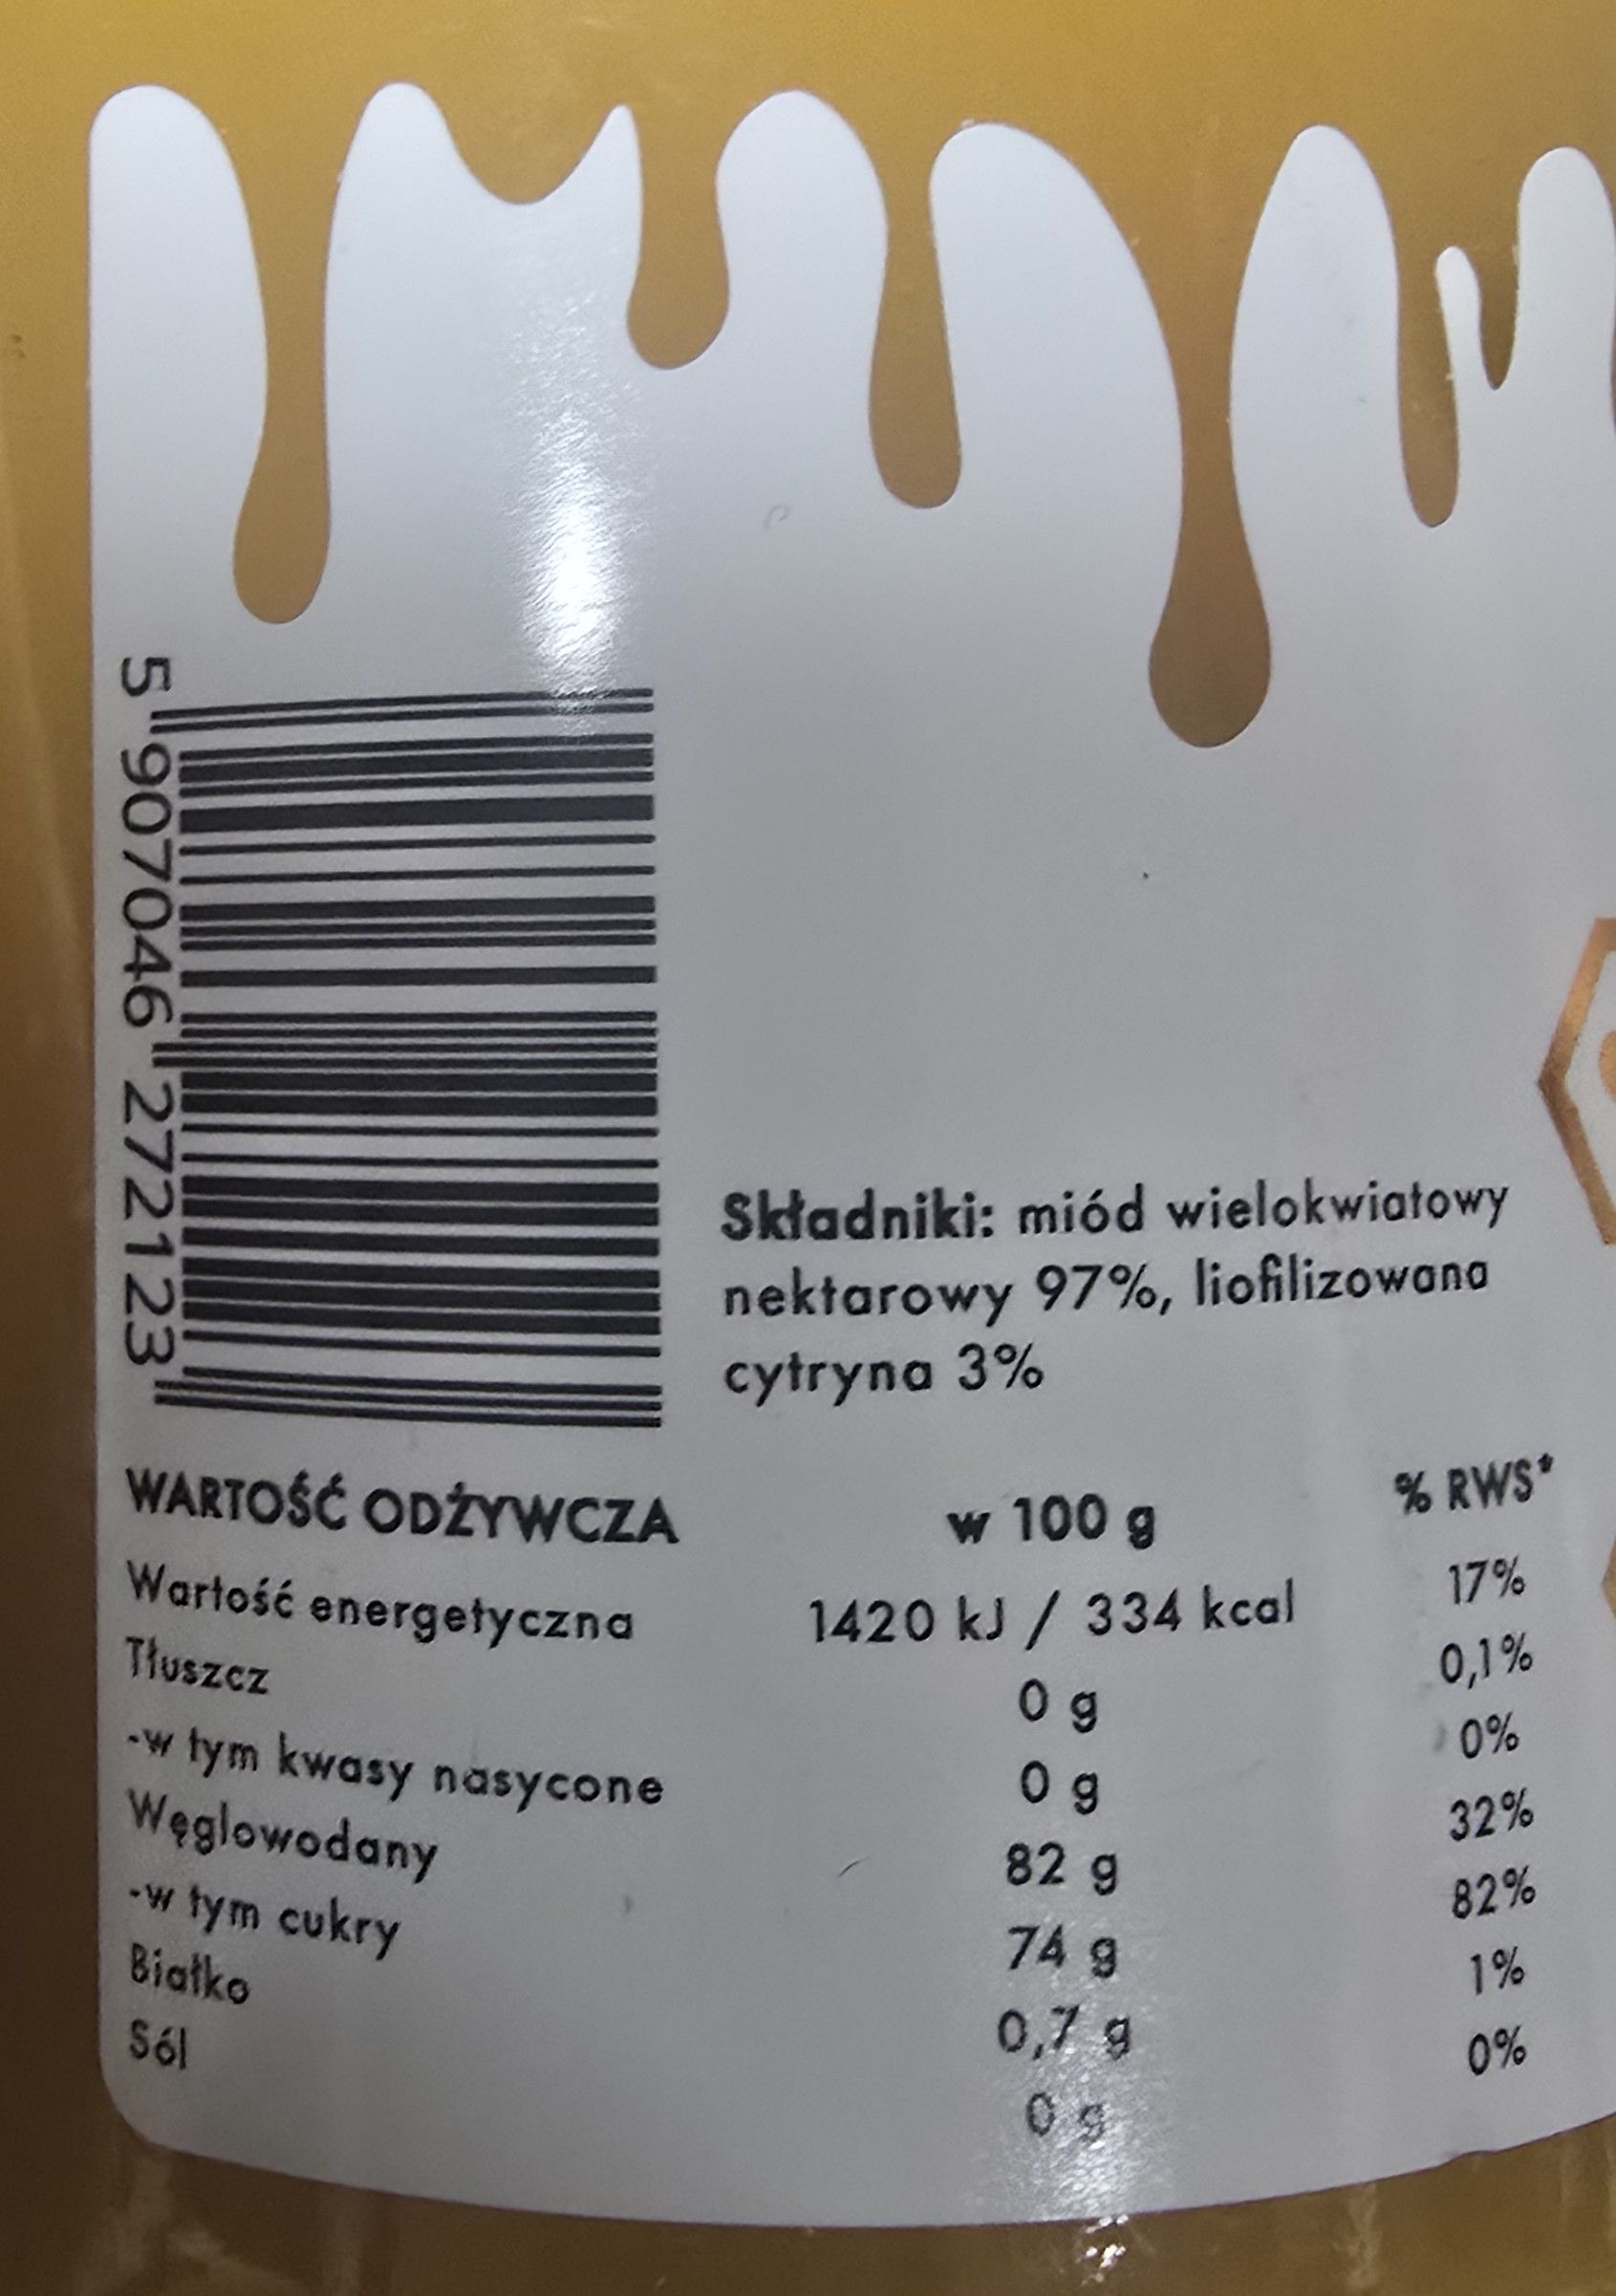 5 907046 272123
Składniki: miód wielokwiatowy
nektarowy 97%, liofilizowana
cytryna 3%
WARTOŚĆ ODŻYWCZA w 100 g % RWS*
Wartość energetyczna 1420 kJ / 334 kcal 17%
Tłuszcz 0 g 0,1%
-w tym kwasy nasycone 0 g 0%
Węglowodany 82 g 32%
-w tym cukry 74 g 82%
Białko 0,7 g 1%
Sól 0 g 0%